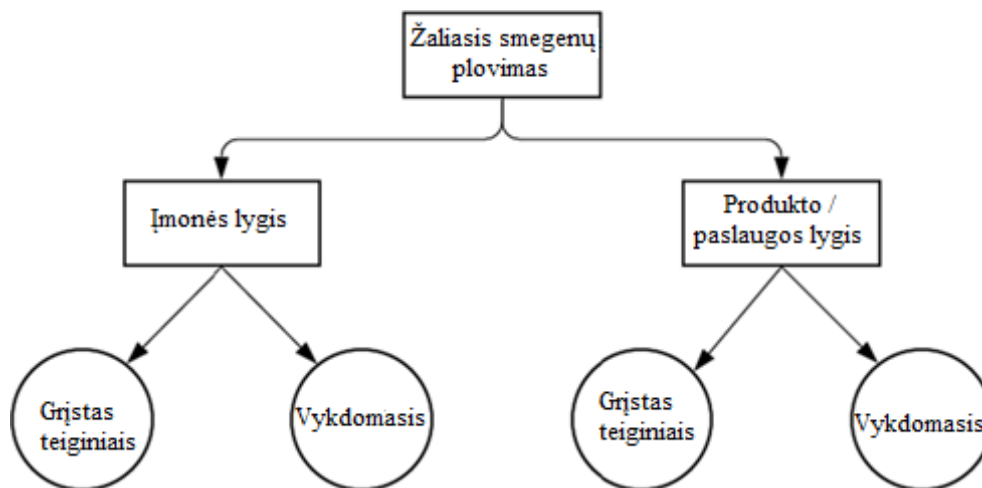 Žaliasis smegenų
plovimas
Įmonės lygis
Produkto /
paslaugos lygis
Grįstas
teiginiais
Vykdomasis
Grįstas
teiginiais
Vykdomasis